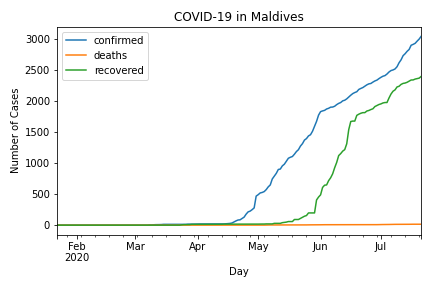 COVID-19 in Maldives
confirmed
deaths
recovered
Number of Cases
3000
2500
2000
1500
1000
500
0
Feb Mar Apr May Jun Jul
2020
Day